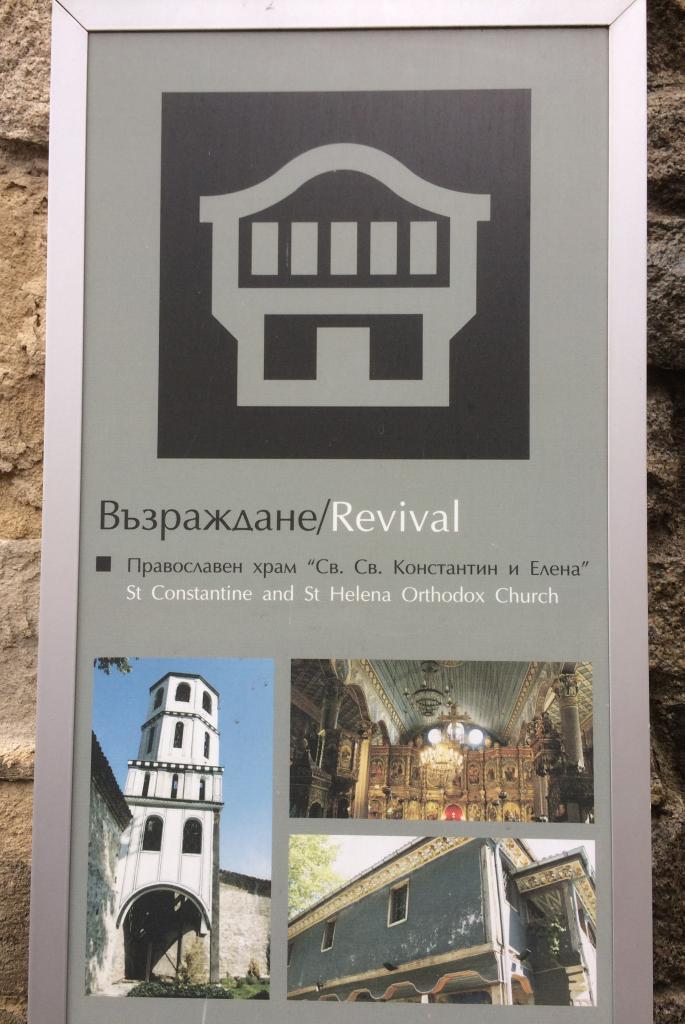 Възраждане/Revival
■ Православен храм “Св. Св. Константин и Елена”
St Constantine and St Helena Orthodox Church